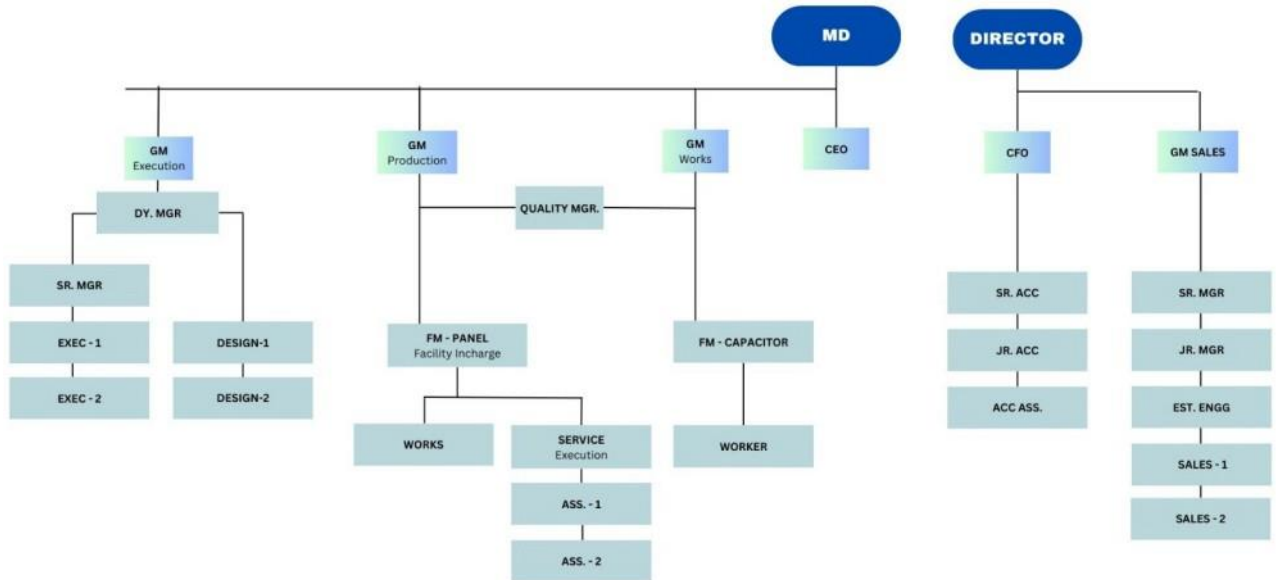 MD
DIRECTOR
GM
Execution
GM
Production
GM
Works
CEO
CFO
GM SALES
DY. MGR
QUALITY MGR.
SR. MGR
EXEC - 1
EXEC - 2
DESIGN-1
DESIGN-2
FM - PANEL
Facility Incharge
FM - CAPACITOR
WORKS
SERVICE
Execution
ASS. - 1
ASS. - 2
WORKER
SR. ACC
JR. ACC
ACC ASS.
SR. MGR
JR. MGR
EST. ENGG
SALES - 1
SALES - 2